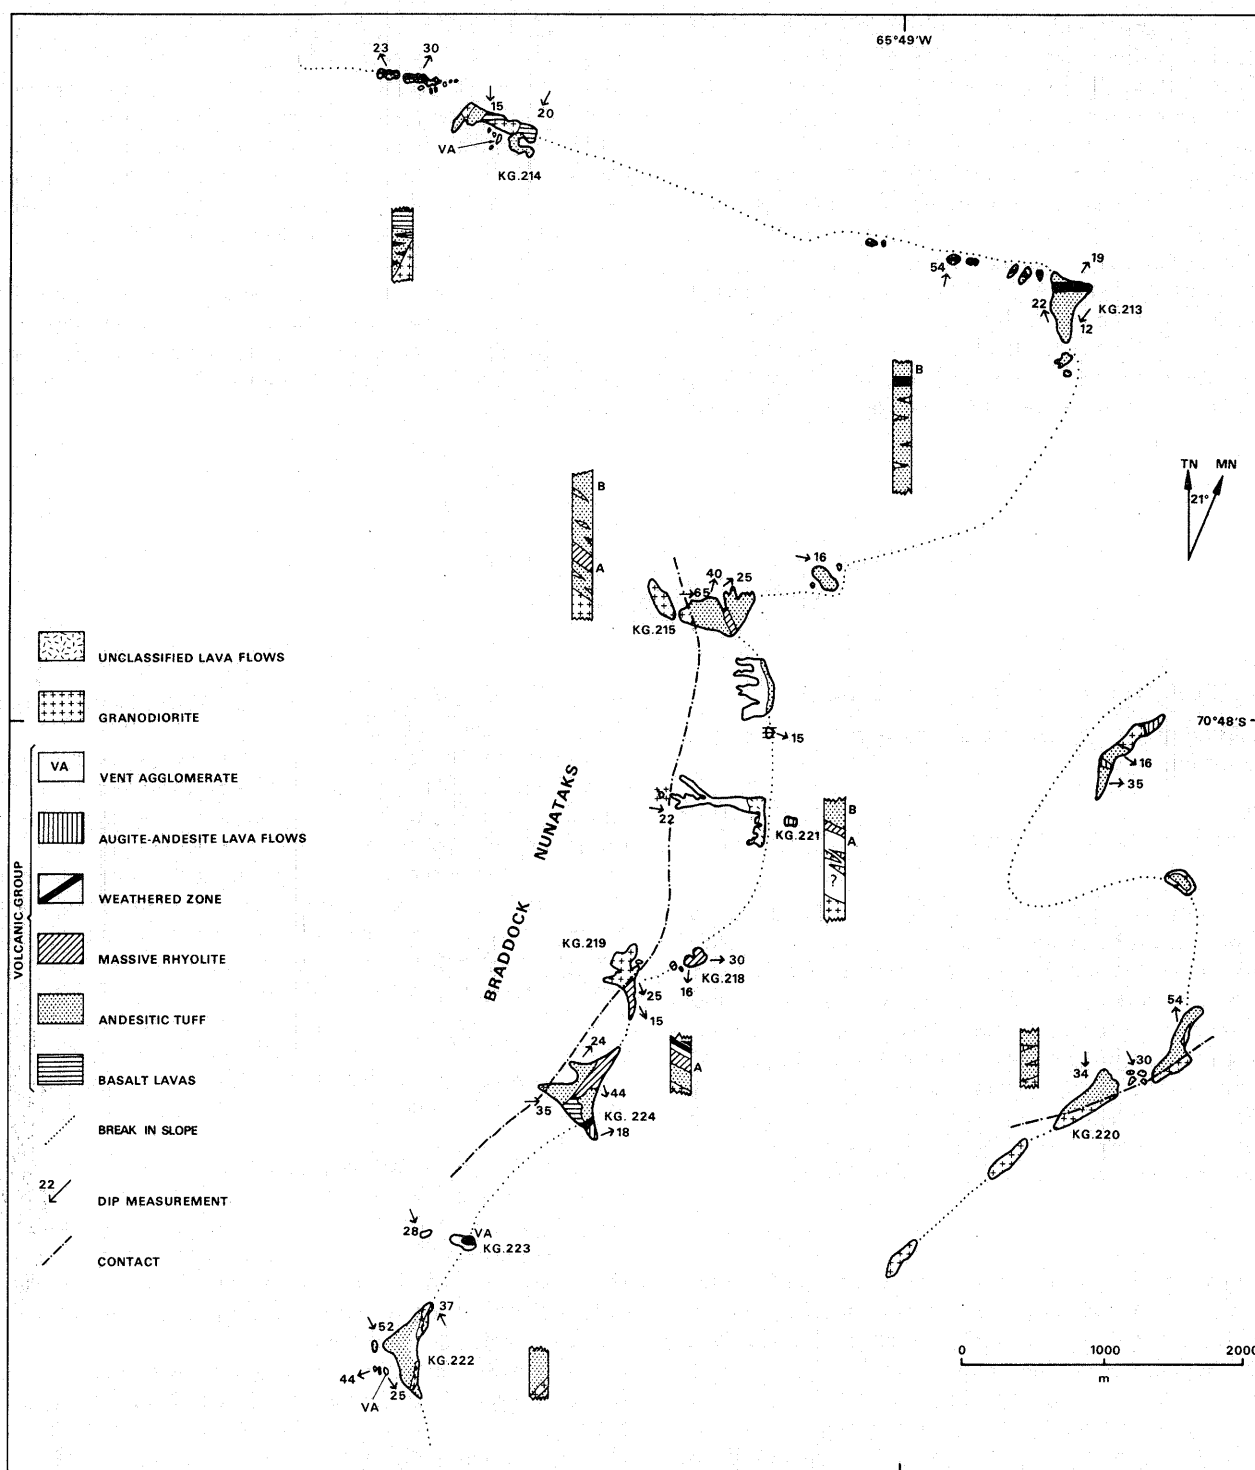 65°49'W
23
30
15
20
VA
KG.214
54
19
22
KG.213
12
B
TN MN
21°
B
A
16
40
25
65
KG.215
15
70°48'S
16
35
22
KG.221
B
A
?
BRADDOCK NUNATAKS
KG.219
30
KG.218
16
25
15
54
24
A
44
35
KG. 224
18
34
30
KG.220
28
VA
KG.223
37
52
KG.222
44
25
VA
UNCLASSIFIED LAVA FLOWS
GRANODIORITE
VOLCANIC GROUP
VA
VENT AGGLOMERATE
AUGITE-ANDESITE LAVA FLOWS
WEATHERED ZONE
MASSIVE RHYOLITE
ANDESITIC TUFF
BASALT LAVAS
BREAK IN SLOPE
22
DIP MEASUREMENT
CONTACT
0 1000 2000
m